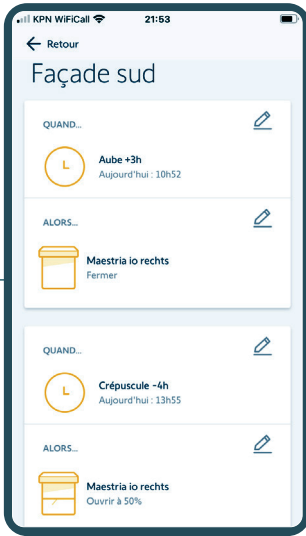 KPN WiFiCall 21:53
Retour
Façade sud
QUAND...
Aube +3h
Aujourd'hui : 10h52
ALORS...
Maestria io rechts
Fermer
QUAND...
Crépuscule -4h
Aujourd'hui : 13h55
ALORS...
Maestria io rechts
Ouvrir à 50%